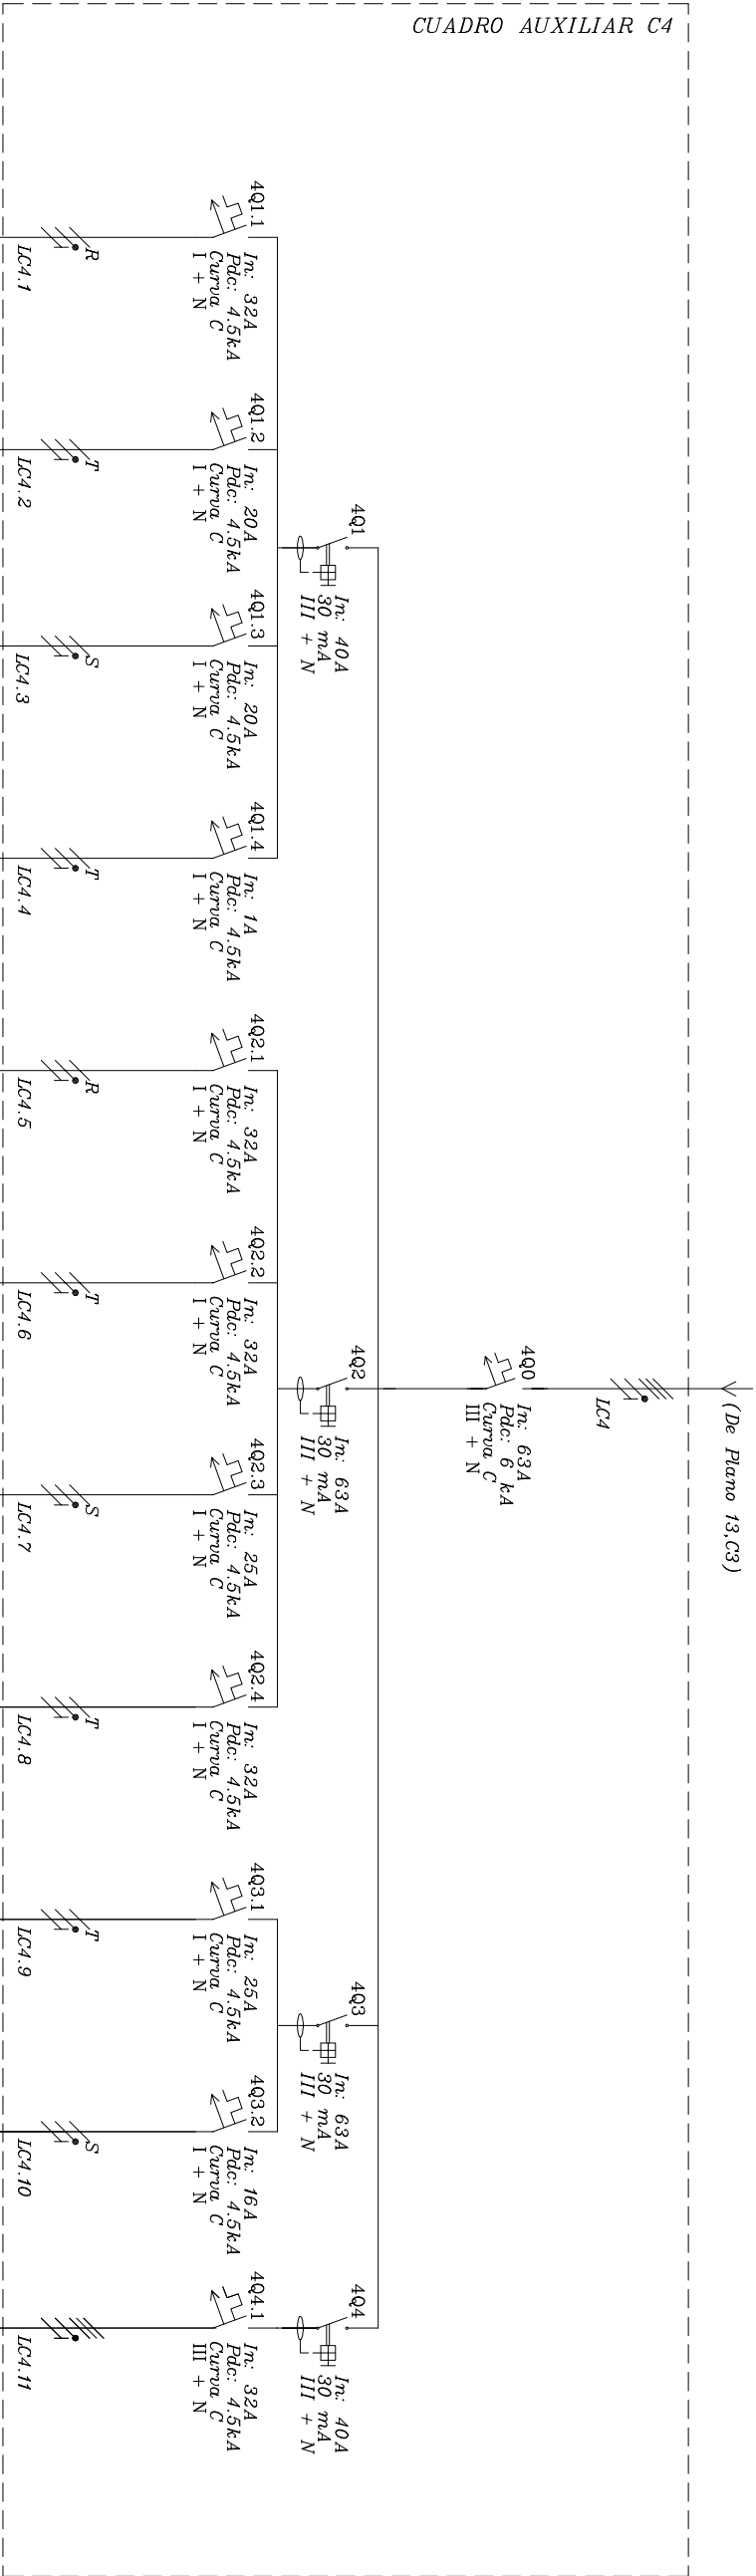 CUADRO AUXILIAR C4
(De Plano 13,C3)
LC4
4Q0
In: 63A
Pdc: 6 kA
Curva C
III + N
4Q1
In: 40A
30 mA
III + N
4Q2
In: 63A
30 mA
III + N
4Q3
In: 63A
30 mA
III + N
4Q4
In: 40A
30 mA
III + N
4Q1.1
In: 32A
Pdc: 4.5kA
Curva C
I + N
R
LC4.1
4Q1.2
In: 20A
Pdc: 4.5kA
Curva C
I + N
T
LC4.2
4Q1.3
In: 20A
Pdc: 4.5kA
Curva C
I + N
S
LC4.3
4Q1.4
In: 1A
Pdc: 4.5kA
Curva C
I + N
T
LC4.4
4Q2.1
In: 32A
Pdc: 4.5kA
Curva C
I + N
R
LC4.5
4Q2.2
In: 32A
Pdc: 4.5kA
Curva C
I + N
T
LC4.6
4Q2.3
In: 25A
Pdc: 4.5kA
Curva C
I + N
S
LC4.7
4Q2.4
In: 32A
Pdc: 4.5kA
Curva C
I + N
T
LC4.8
4Q3.1
In: 25A
Pdc: 4.5kA
Curva C
I + N
T
LC4.9
4Q3.2
In: 16A
Pdc: 4.5kA
Curva C
I + N
S
LC4.10
4Q4.1
In: 32A
Pdc: 4.5kA
Curva C
III + N
LC4.11